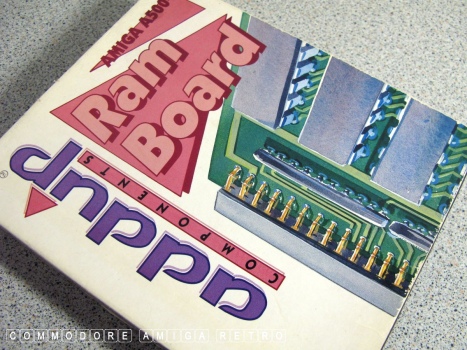 AMIGA A500
Ram
Board
COMPONENTS
addup
®
COMMODORE AMIGA RETRO